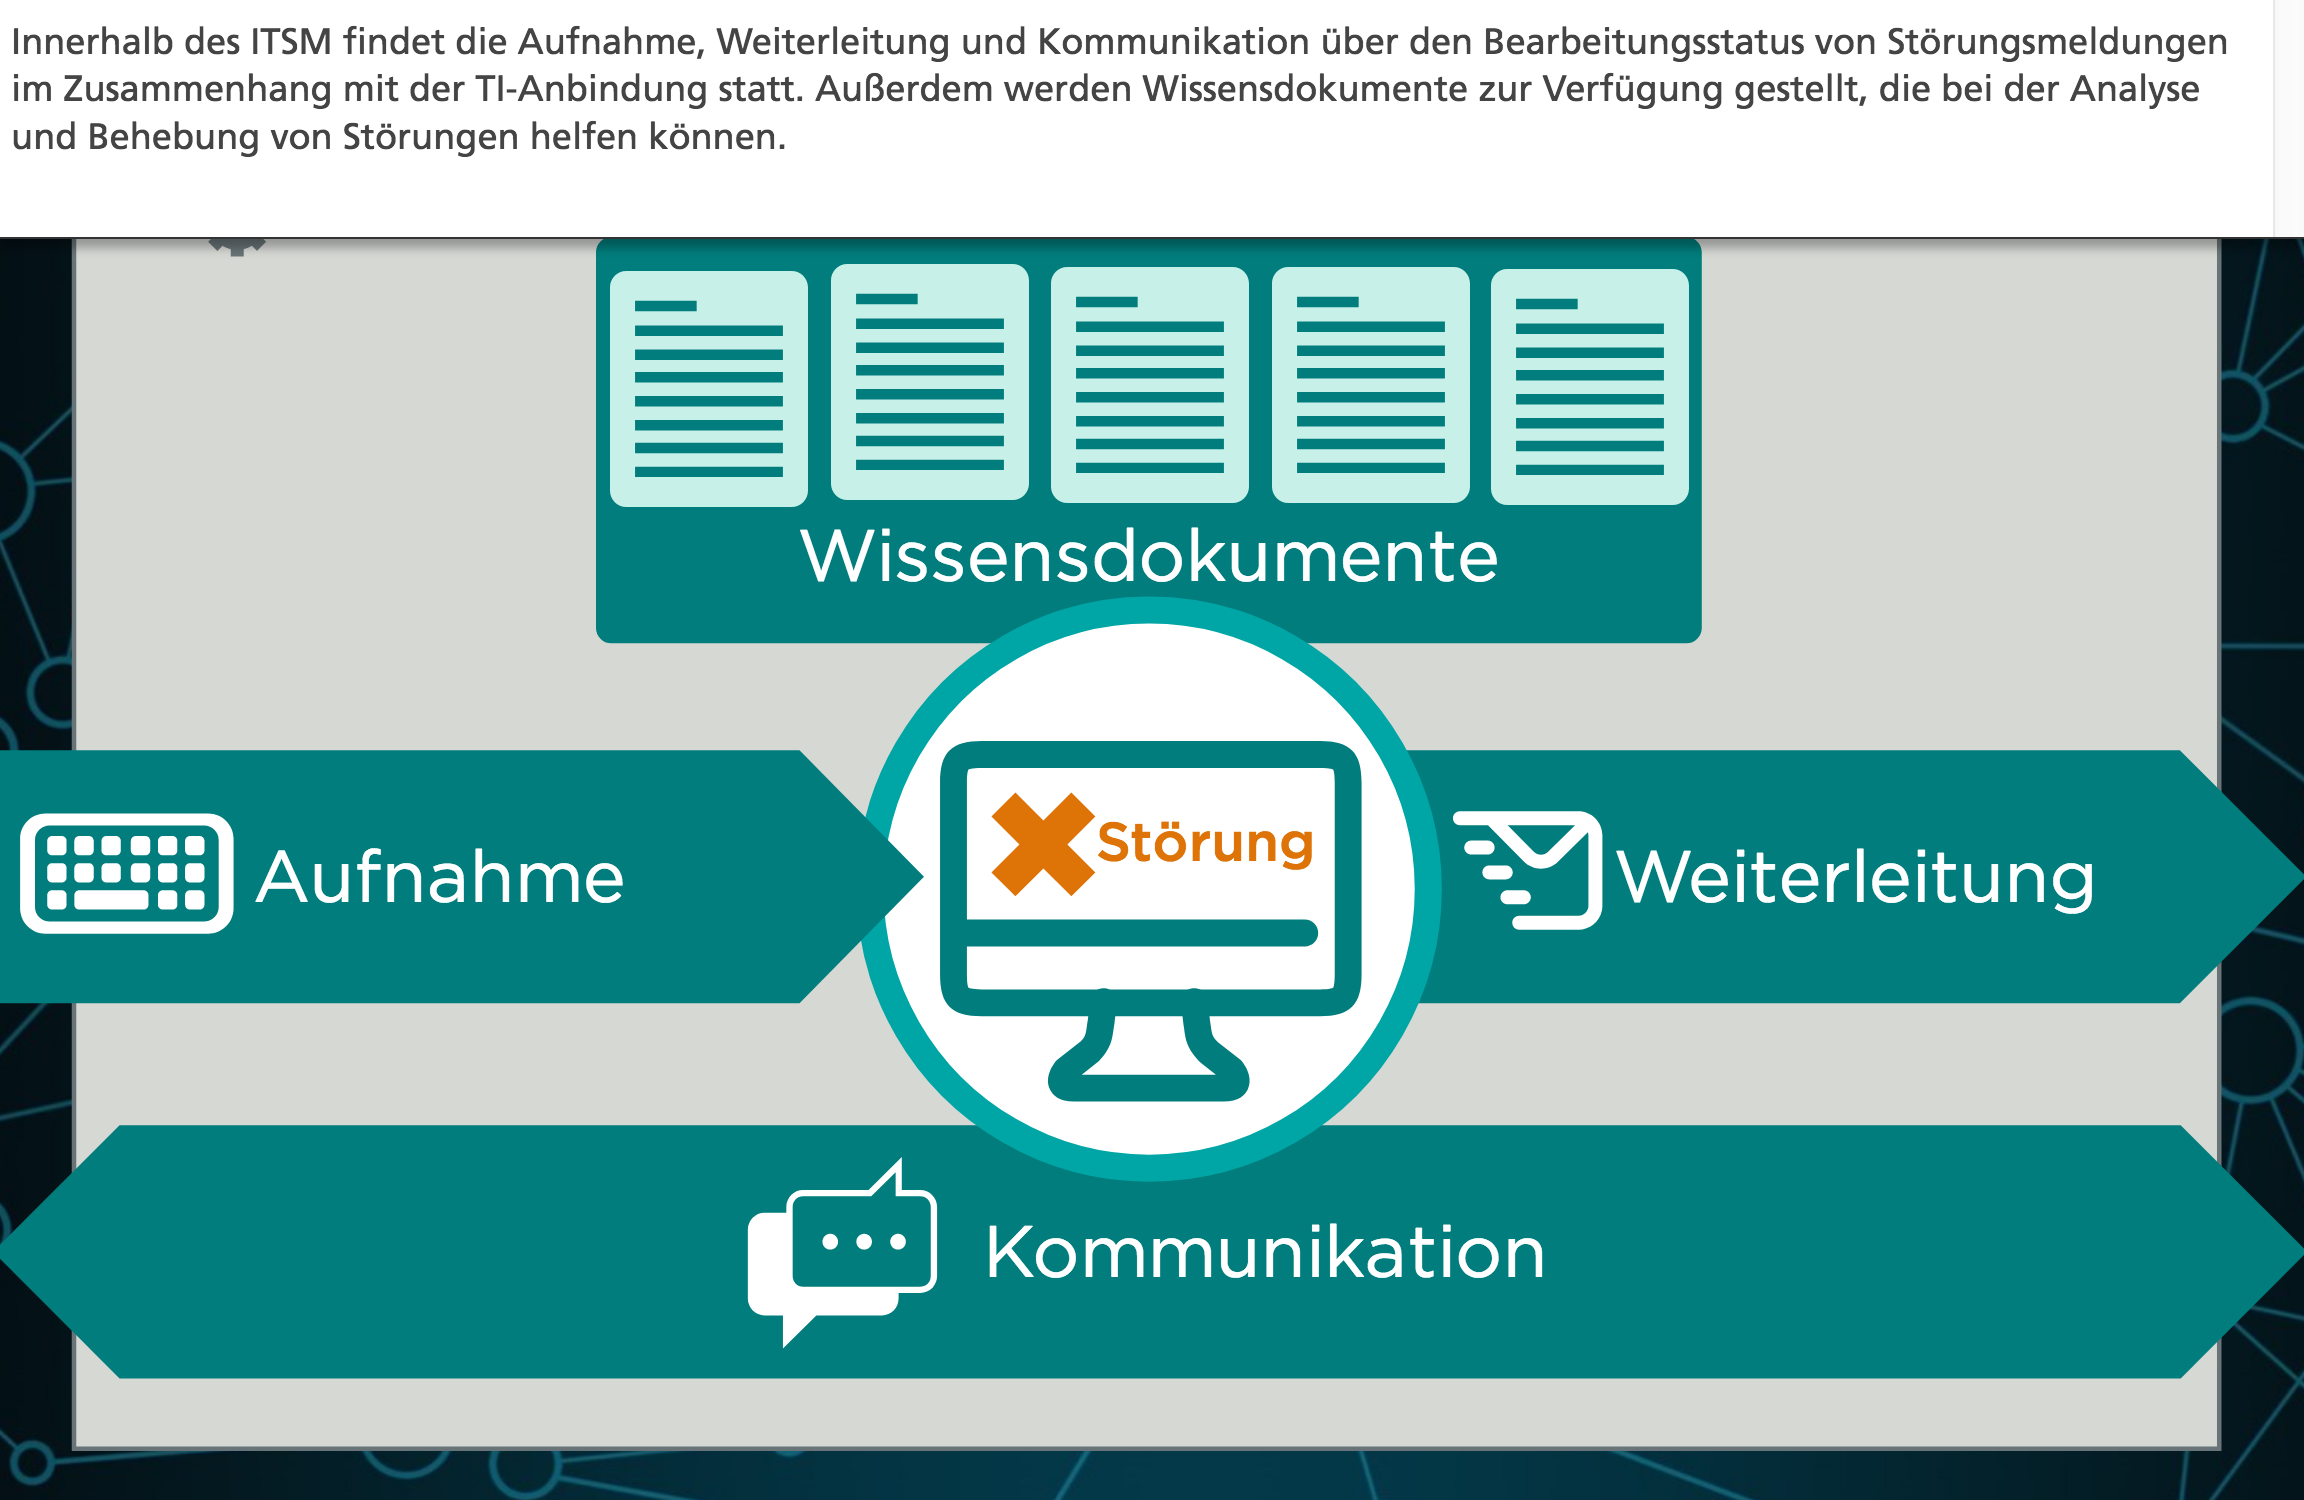 Innerhalb des ITSM findet die Aufnahme, Weiterleitung und Kommunikation über den Bearbeitungsstatus von Störungsmeldungen
im Zusammenhang mit der TI-Anbindung statt. Außerdem werden Wissensdokumente zur Verfügung gestellt, die bei der Analyse
und Behebung von Störungen helfen können.
Wissensdokumente
Störung
Aufnahme
Weiterleitung
Kommunikation